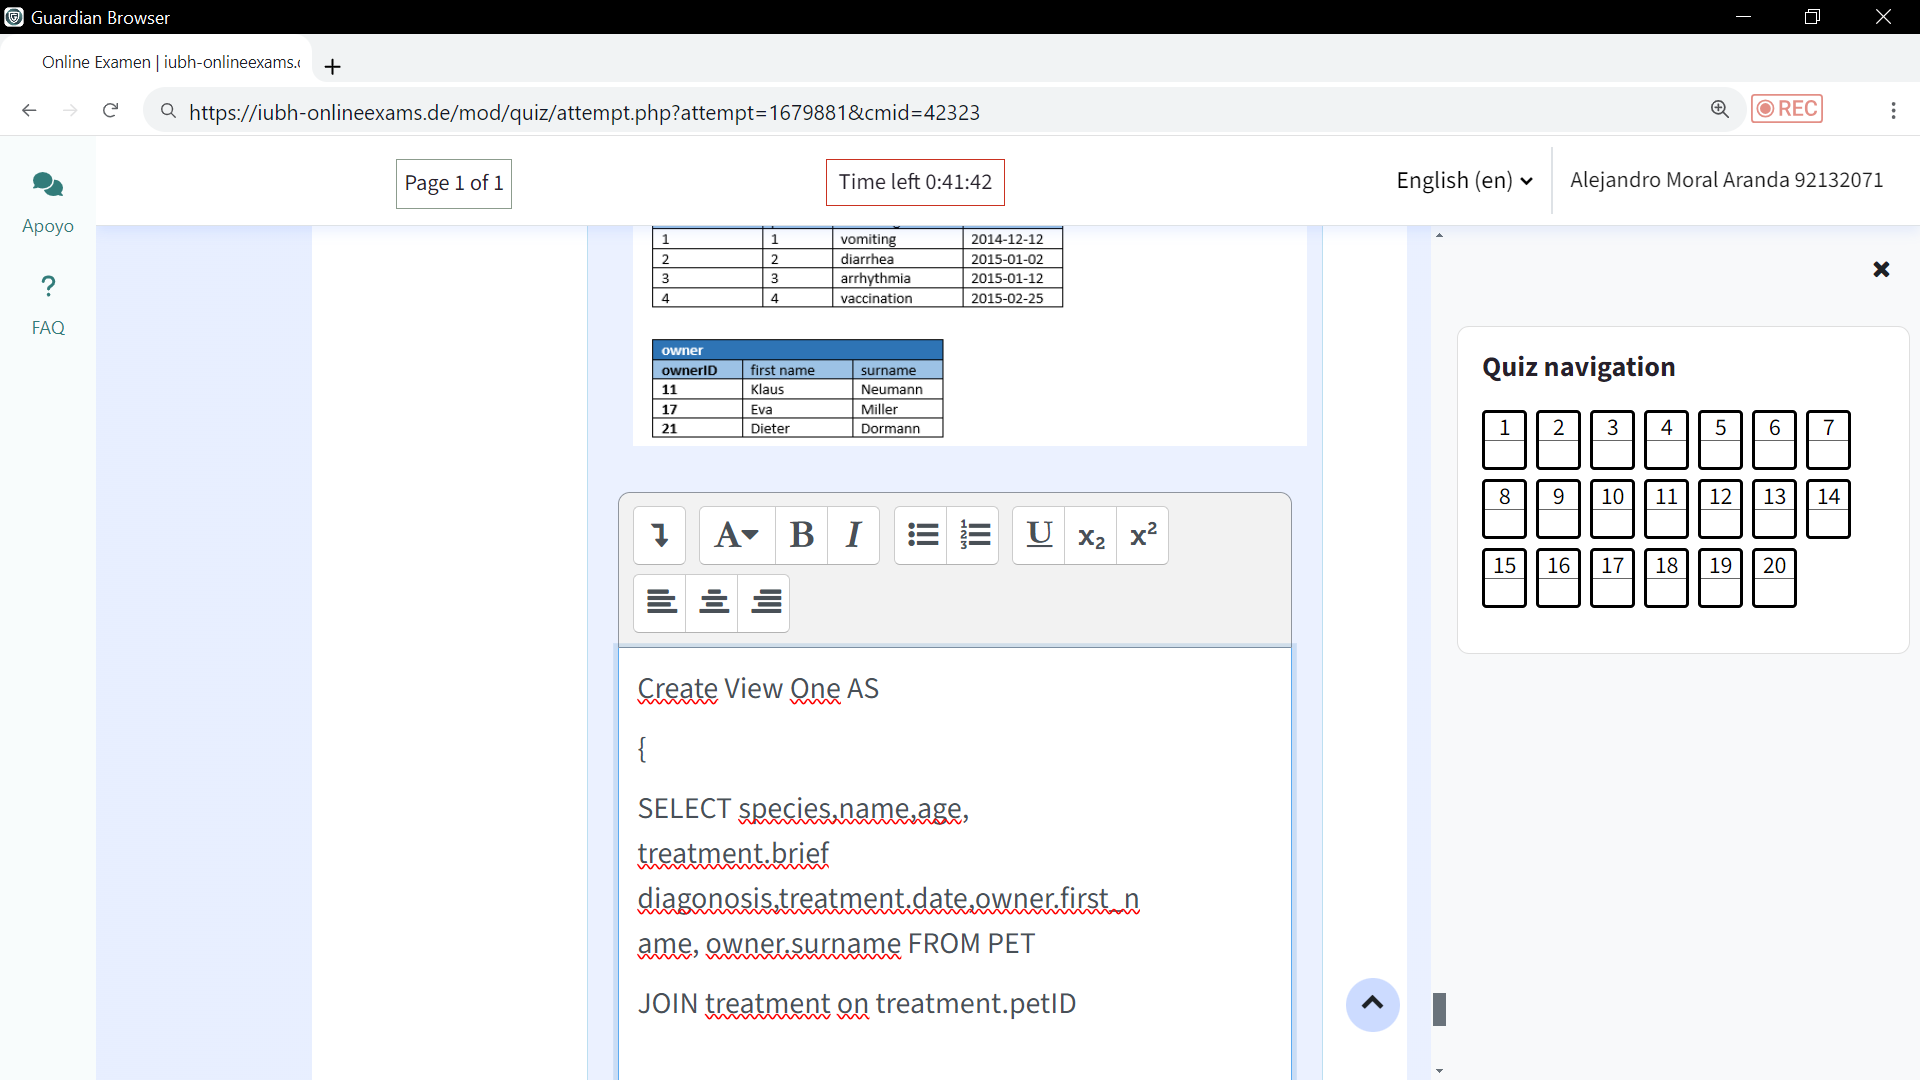 Guardian Browser
Online Examen | iubh-onlineexams.
https://iubh-onlineexams.de/mod/quiz/attempt.php?attempt=1679881&cmid=42323
REC
Page 1 of 1
Time left 0:41:42
English (en)
Alejandro Moral Aranda 92132071
Apoyo
FAQ
1 1 vomiting 2014-12-12
2 2 diarrhea 2015-01-02
3 3 arrhythmia 2015-01-12
4 4 vaccination 2015-02-25
owner
ownerID first name surname
11 Klaus Neumann
17 Eva Miller
21 Dieter Dormann
Quiz navigation
1 2 3 4 5 6 7
8 9 10 11 12 13 14
15 16 17 18 19 20
A B I U x₂ x²
Create View One AS
{
SELECT species,name,age,
treatment.brief
diagonosis,treatment.date,owner.first_n
ame, owner.surname FROM PET
JOIN treatment on treatment.petID